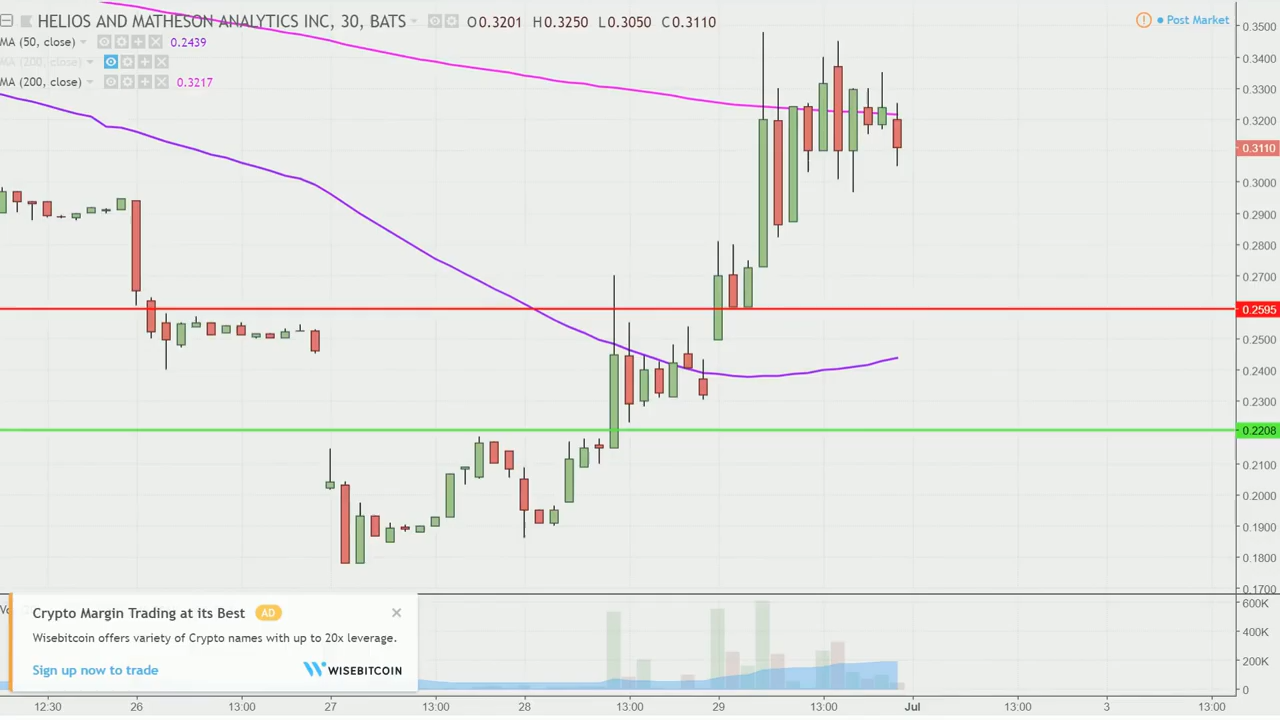 HELIOS AND MATHESON ANALYTICS INC, 30, BATS O0.3201 H0.3250 L0.3050 C0.3110
MA (50, close) 0.2439
MA (200, close)
MA (200, close) 0.3217
Post Market
0.3500
0.3400
0.3300
0.3200
0.3110
0.3000
0.2900
0.2800
0.2700
0.2595
0.2500
0.2400
0.2300
0.2208
0.2100
0.2000
0.1900
0.1800
0.1700
600K
400K
200K
0
Crypto Margin Trading at its Best AD
Wisebitcoin offers variety of Crypto names with up to 20x leverage.
Sign up now to trade WISEBITCOIN
12:30 26 13:00 27 13:00 28 13:00 29 13:00 Jul 13:00 3 13:00